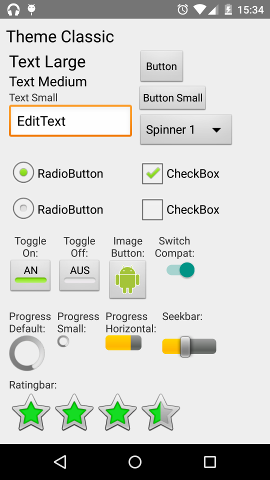 15:34
Theme Classic
Text Large
Button
Text Medium
Text Small
Button Small
EditText
Spinner 1
RadioButton
CheckBox
RadioButton
CheckBox
Toggle On:
Toggle Off:
Image Button:
Switch Compat:
AN
AUS
Progress Default:
Progress Small:
Progress Horizontal:
Seekbar:
Ratingbar: